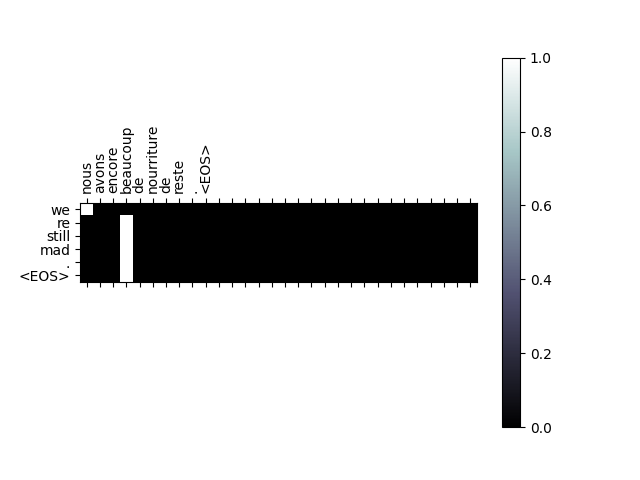 nous
avons
encore
beaucoup
de
nourriture
de
reste
.
<EOS>
we
re
still
mad
.
<EOS>
1.0
0.8
0.6
0.4
0.2
0.0